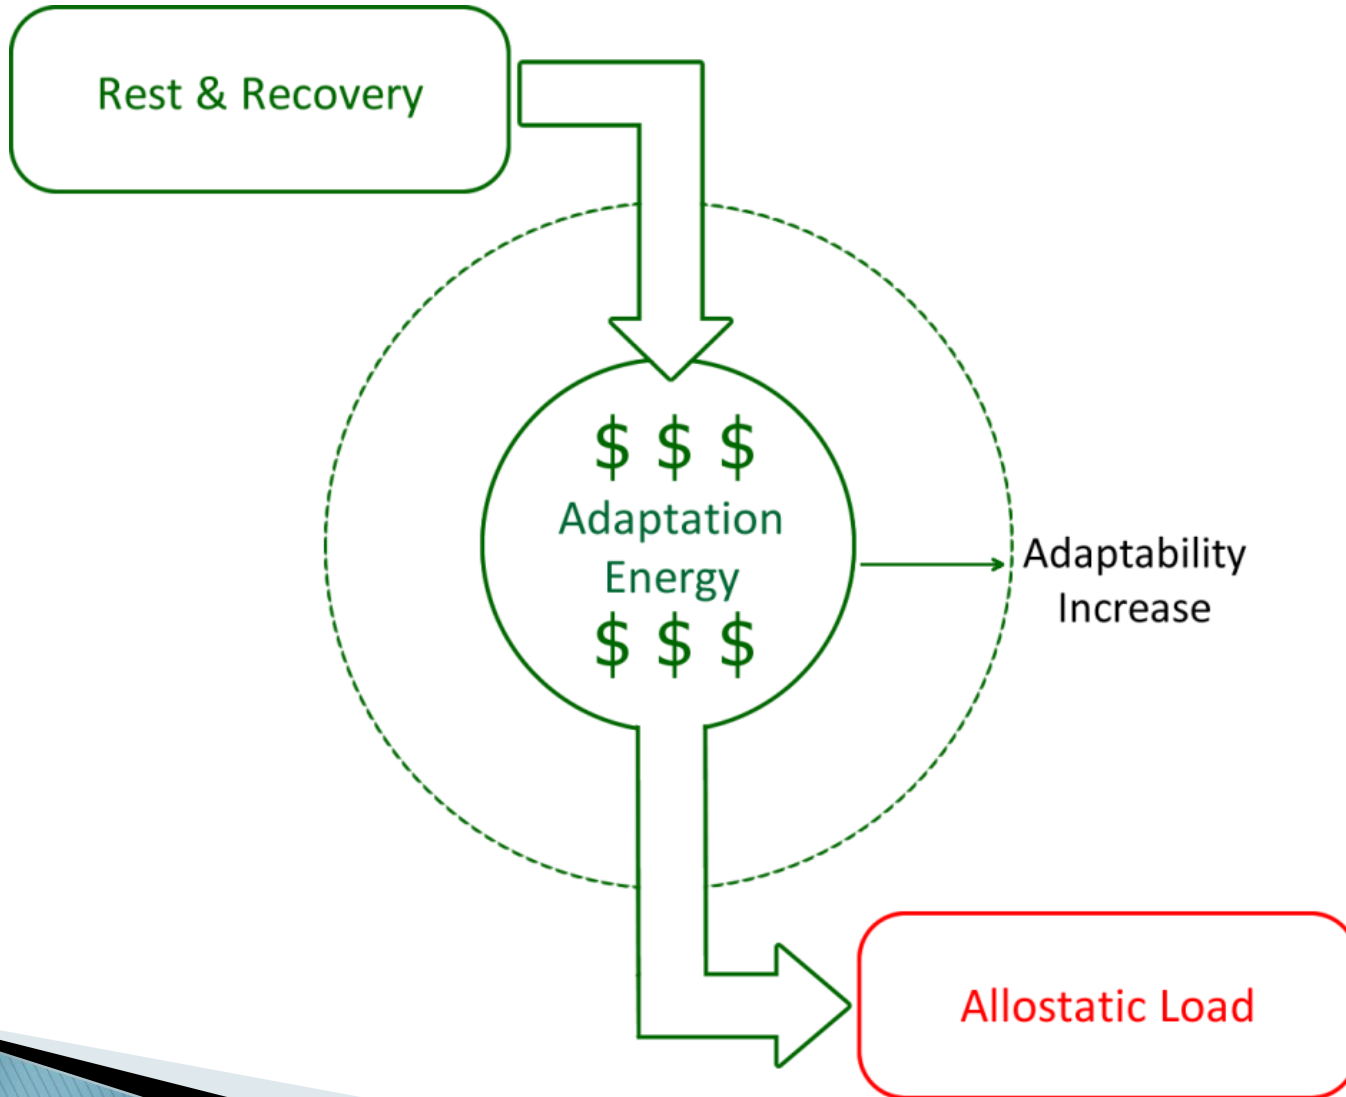 Rest & Recovery
$ $ $
Adaptation
Energy
$ $ $
Adaptability
Increase
Allostatic Load